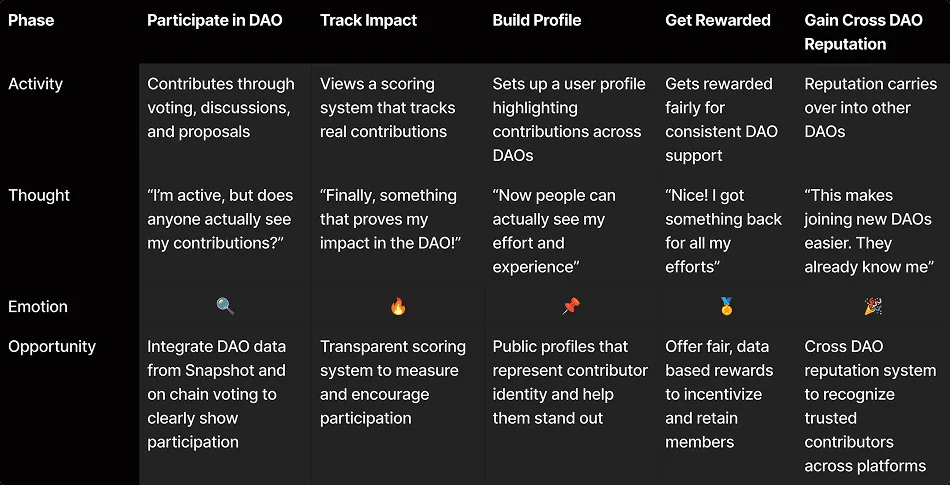 Phase
Participate in DAO
Track Impact
Build Profile
Get Rewarded
Gain Cross DAO
Reputation
Activity
Contributes through
voting, discussions,
and proposals
Views a scoring
system that tracks
real contributions
Sets up a user profile
highlighting
contributions across
DAOs
Gets rewarded
fairly for
consistent DAO
support
Reputation carries
over into other
DAOs
Thought
“I’m active, but does
anyone actually see
my contributions?”
“Finally, something
that proves my
impact in the DAO!”
“Now people can
actually see my
effort and
experience”
“Nice! I got
something back
for all my
efforts”
“This makes
joining new DAOs
easier. They
already know me”
Emotion
🔍
🔥
📌
🏅
🎉
Opportunity
Integrate DAO data
from Snapshot and
on chain voting to
clearly show
participation
Transparent scoring
system to measure
and encourage
participation
Public profiles that
represent contributor
identity and help
them stand out
Offer fair, data
based rewards
to incentivize
and retain
members
Cross DAO
reputation system
to recognize
trusted
contributors
across platforms